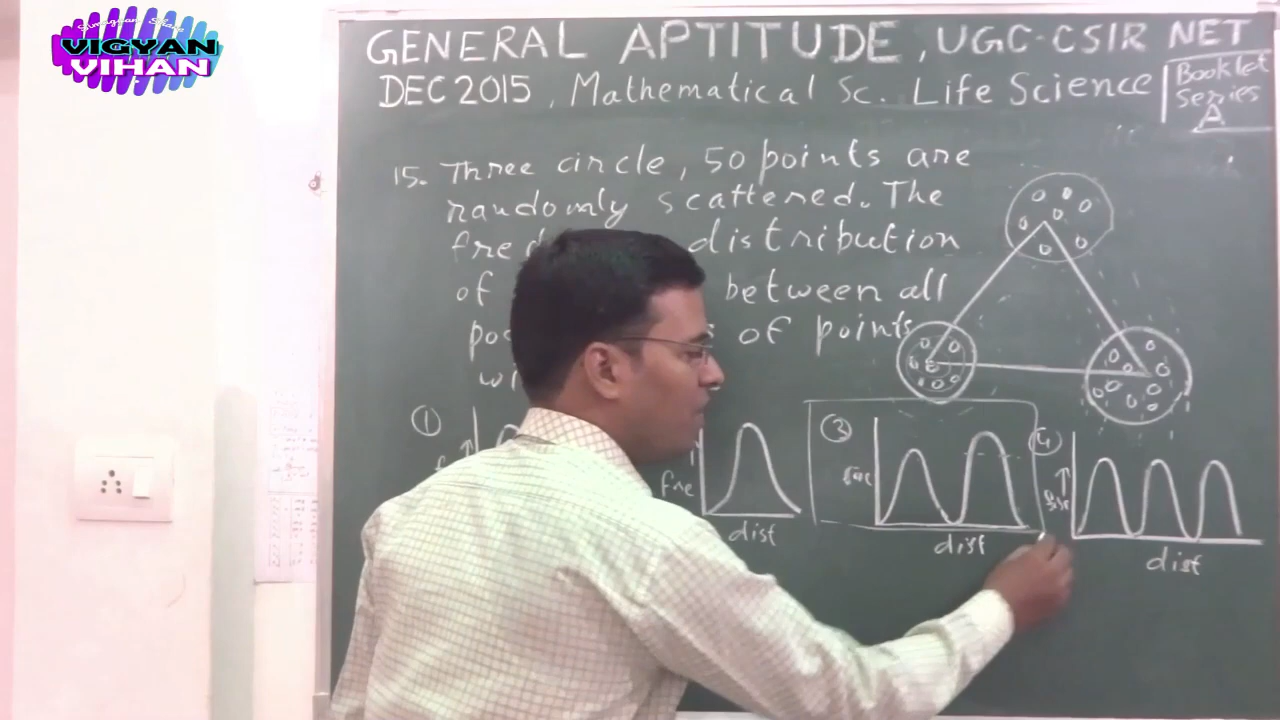 VIGYAN
VIHAN
GENERAL APTITUDE, UGC-CSIR NET
DEC 2015, Mathematical Sc. Life Science
Booklet
Series
A
15. Three circle, 50 points are
randomly scattered. The
distribution
of between all
of points
①
fre
dist
③
dist
④
dist